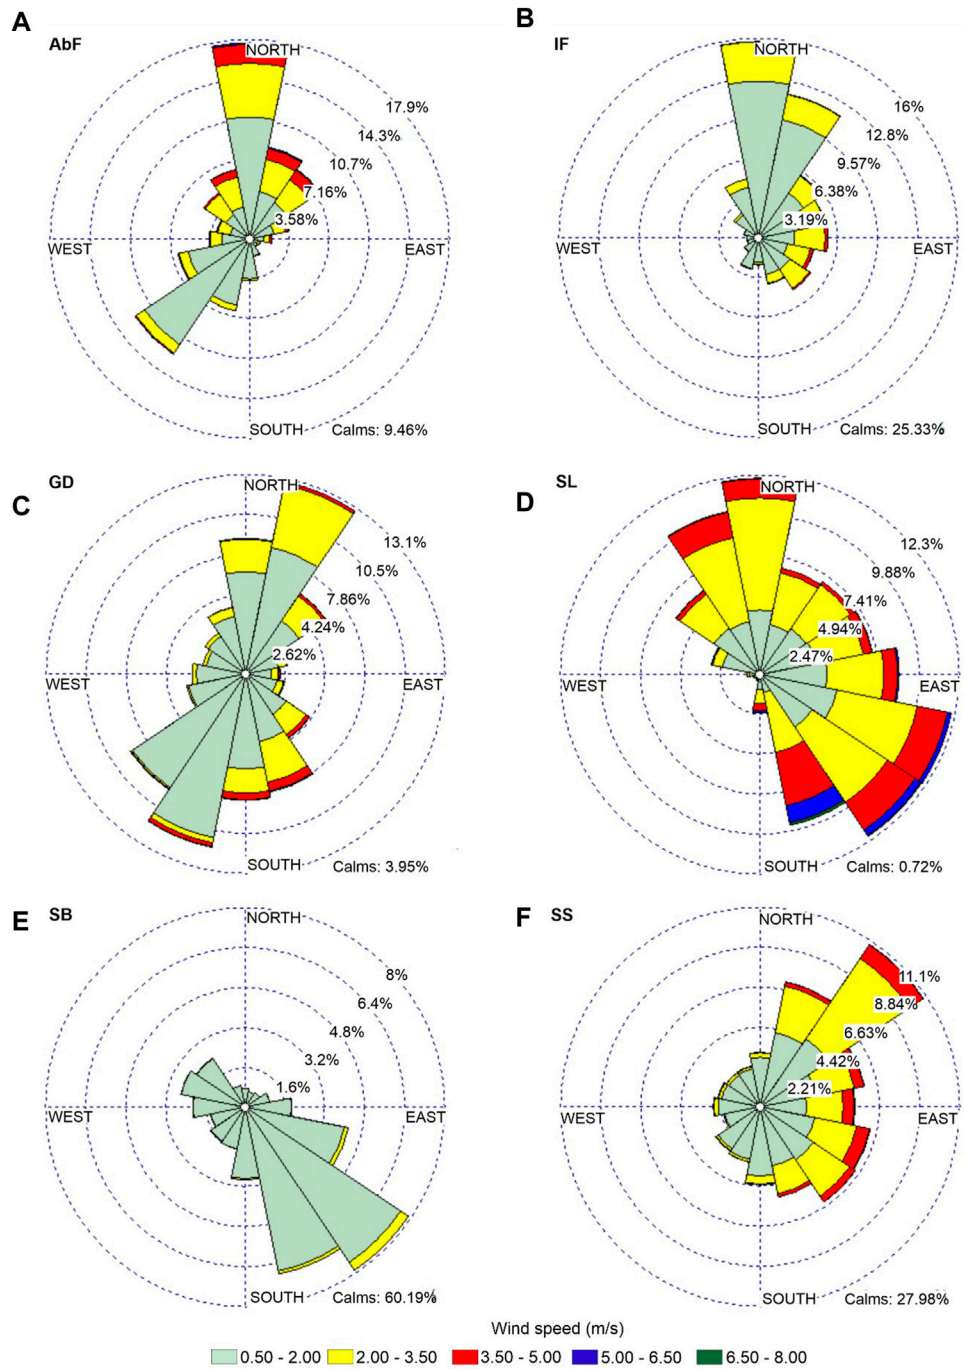 A
AbF
NORTH
17.9%
14.3%
10.7%
7.16%
3.58%
WEST
EAST
SOUTH
Calms: 9.46%
B
IF
NORTH
16%
12.8%
9.57%
6.38%
3.19%
WEST
EAST
SOUTH
Calms: 25.33%
C
GD
NORTH
13.1%
10.5%
7.86%
4.24%
2.62%
WEST
EAST
SOUTH
Calms: 3.95%
D
SL
NORTH
12.3%
9.88%
7.41%
4.94%
2.47%
WEST
EAST
SOUTH
Calms: 0.72%
E
SB
NORTH
8%
6.4%
4.8%
3.2%
1.6%
WEST
EAST
SOUTH
Calms: 60.19%
F
SS
NORTH
11.1%
8.84%
6.63%
4.42%
2.21%
WEST
EAST
SOUTH
Calms: 27.98%
Wind speed (m/s)
0.50 - 2.00 2.00 - 3.50 3.50 - 5.00 5.00 - 6.50 6.50 - 8.00